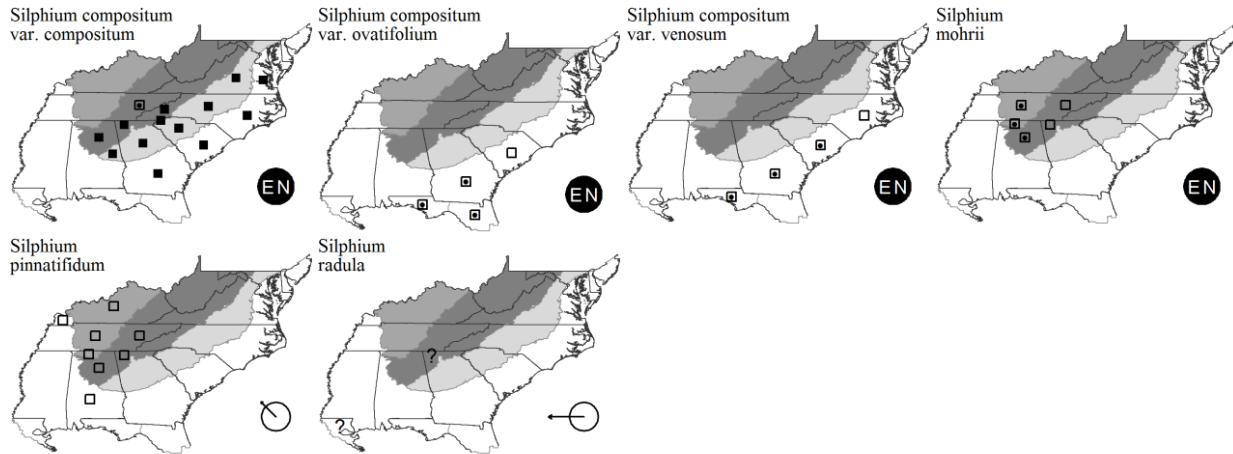 Silphium compositum
var. compositum
EN
Silphium compositum
var. ovatifolium
EN
Silphium compositum
var. venosum
EN
Silphium
mohrii
EN
Silphium
pinnatifidum
Silphium
radula
?
?